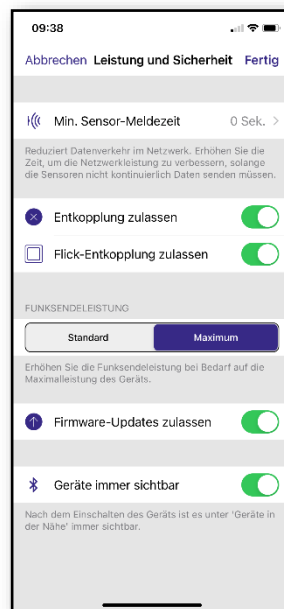 09:38
Abbrechen Leistung und Sicherheit Fertig
Min. Sensor-Meldezeit 0 Sek.
Reduziert Datenverkehr im Netzwerk. Erhöhen Sie die
Zeit, um die Netzwerkleistung zu verbessern, solange
die Sensoren nicht kontinuierlich Daten senden müssen.
Entkopplung zulassen
Flick-Entkopplung zulassen
FUNKSENDELEISTUNG
Standard Maximum
Erhöhen Sie die Funksendeleistung bei Bedarf auf die
Maximalleistung des Geräts.
Firmware-Updates zulassen
Geräte immer sichtbar
Nach dem Einschalten des Geräts ist es unter 'Geräte in
der Nähe' immer sichtbar.